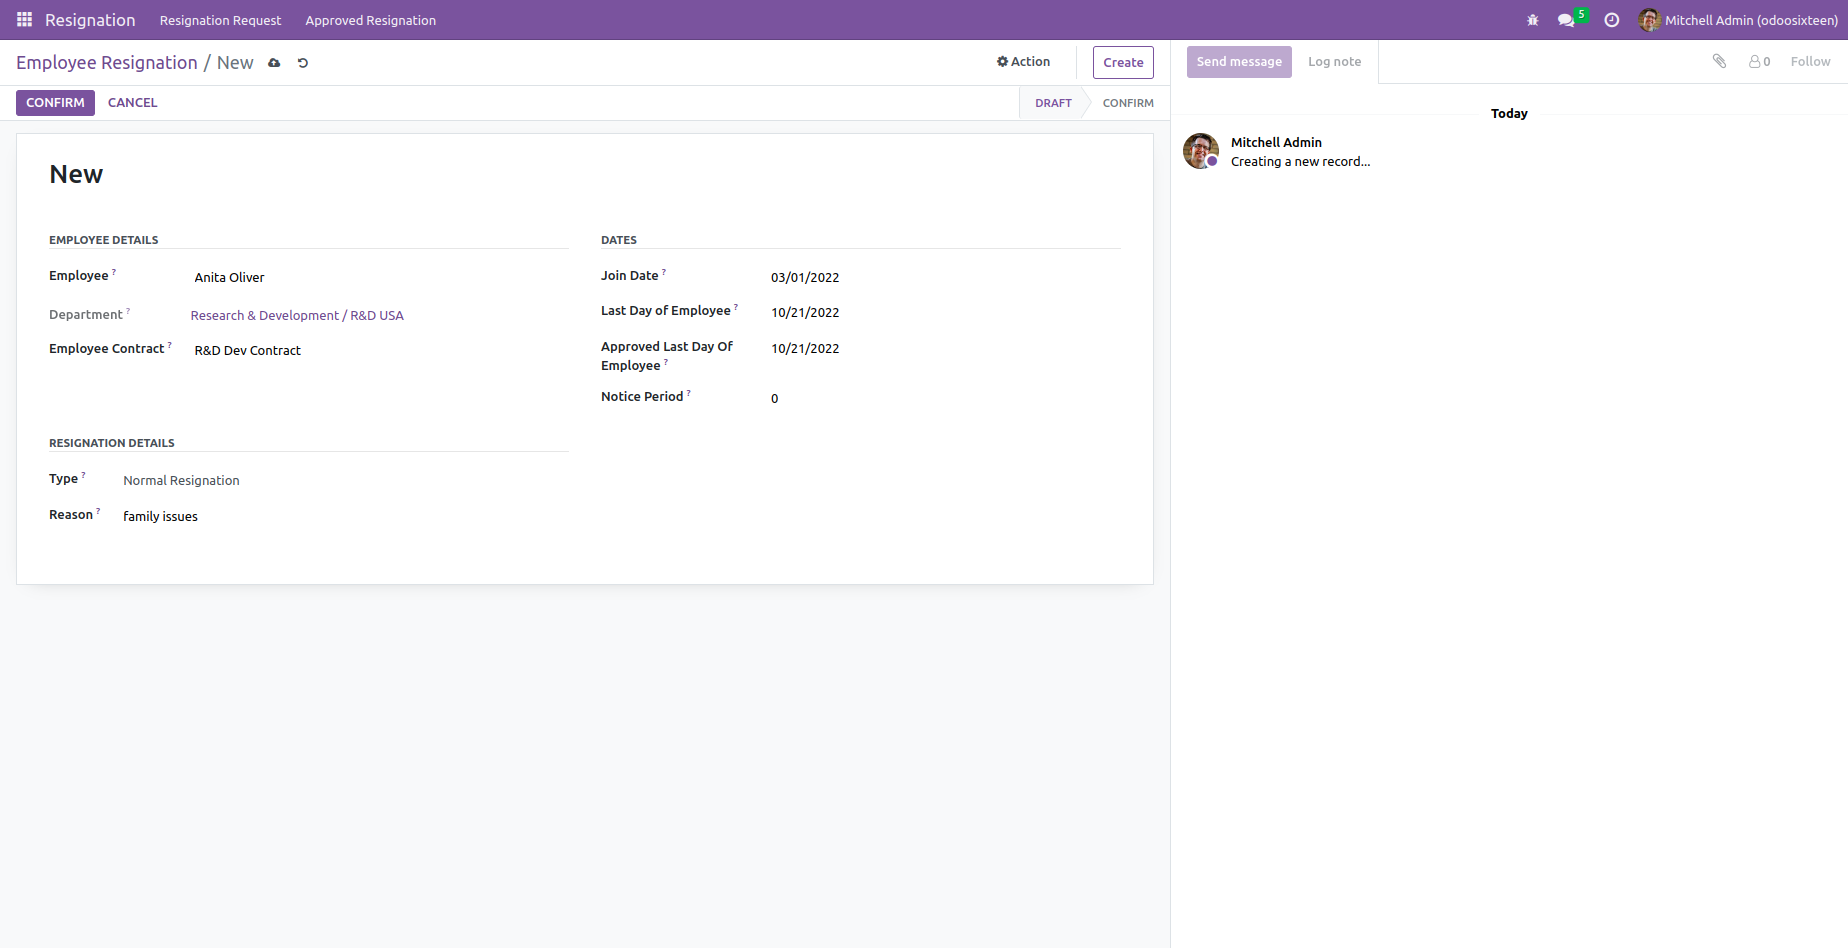 Resignation Resignation Request Approved Resignation 5 Mitchell Admin (odoosixteen)
Employee Resignation / New Action Create
Send message Log note 0 Follow
CONFIRM CANCEL DRAFT CONFIRM
Today
Mitchell Admin
Creating a new record...
New
EMPLOYEE DETAILS
Employee ? Anita Oliver
Department ? Research & Development / R&D USA
Employee Contract ? R&D Dev Contract
DATES
Join Date ? 03/01/2022
Last Day of Employee ? 10/21/2022
Approved Last Day Of
Employee ? 10/21/2022
Notice Period ? 0
RESIGNATION DETAILS
Type ? Normal Resignation
Reason ? family issues